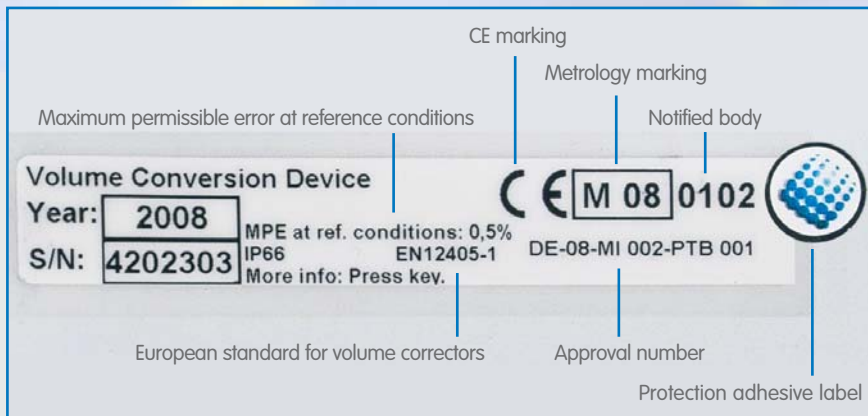 CE marking
Metrology marking
Maximum permissible error at reference conditions
Notified body
Volume Conversion Device
Year: 2008
S/N: 4202303
MPE at ref. conditions: 0,5%
IP66 EN12405-1
More info: Press key.
CE M 08 0102
DE-08-MI 002-PTB 001
European standard for volume correctors
Approval number
Protection adhesive label